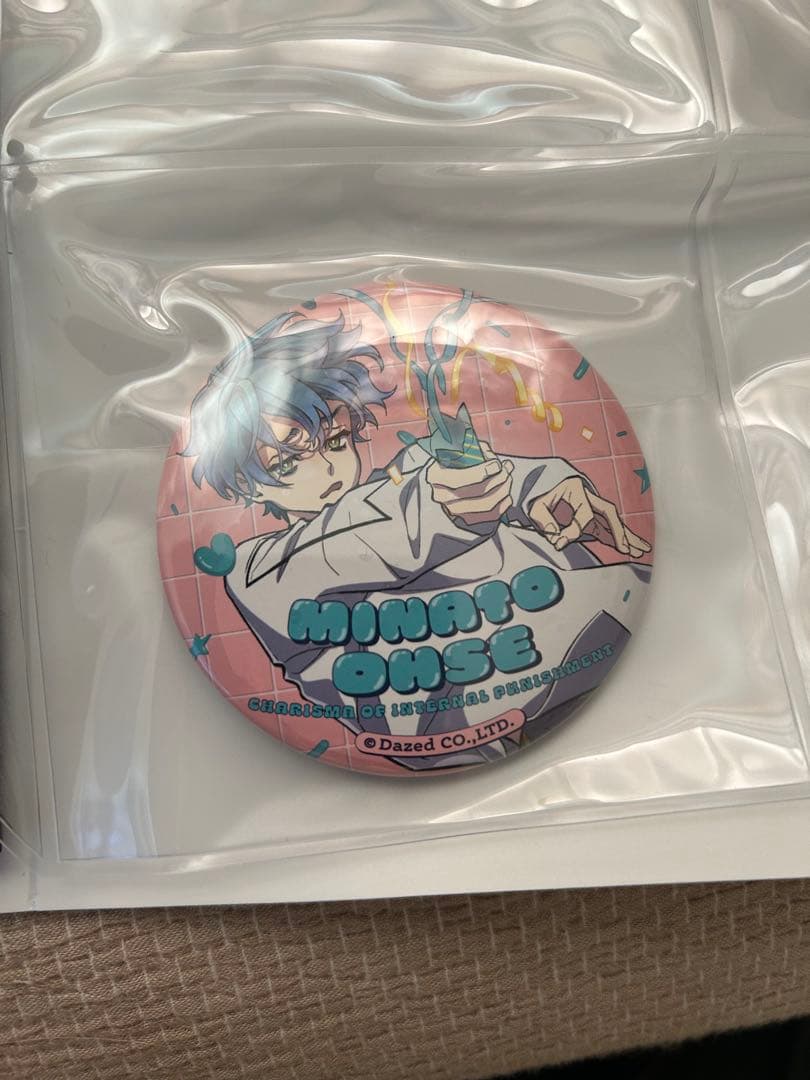 MINATO
OHSE
CHARISMA OF INTERNAL PUNISHMENT
©Dazed CO.,LTD.